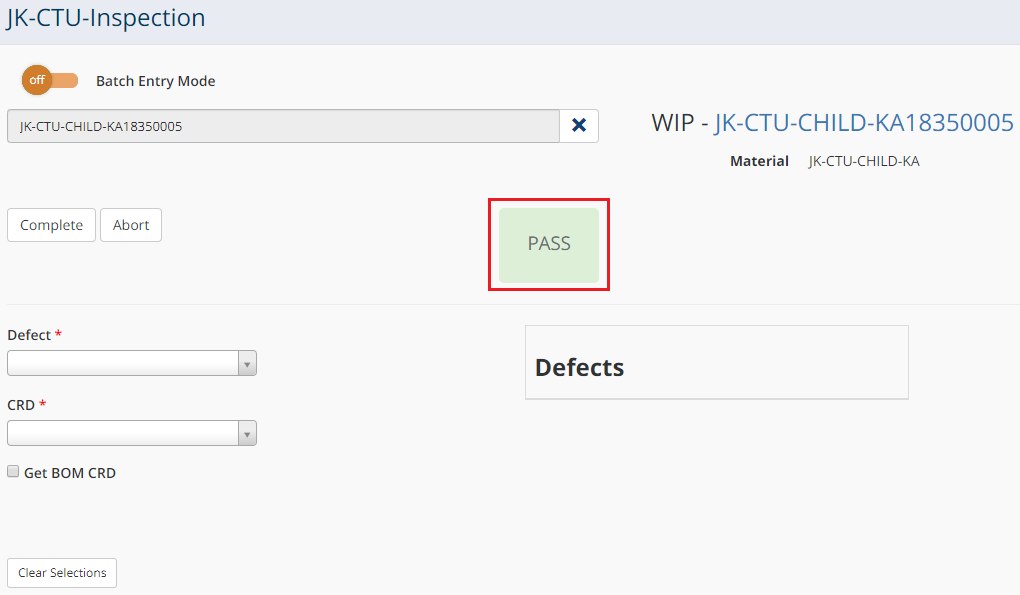 JK-CTU-Inspection
off
Batch Entry Mode
JK-CTU-CHILD-KA18350005
WIP - JK-CTU-CHILD-KA18350005
Material JK-CTU-CHILD-KA
Complete
Abort
PASS
Defect *
Defects
CRD *
Get BOM CRD
Clear Selections